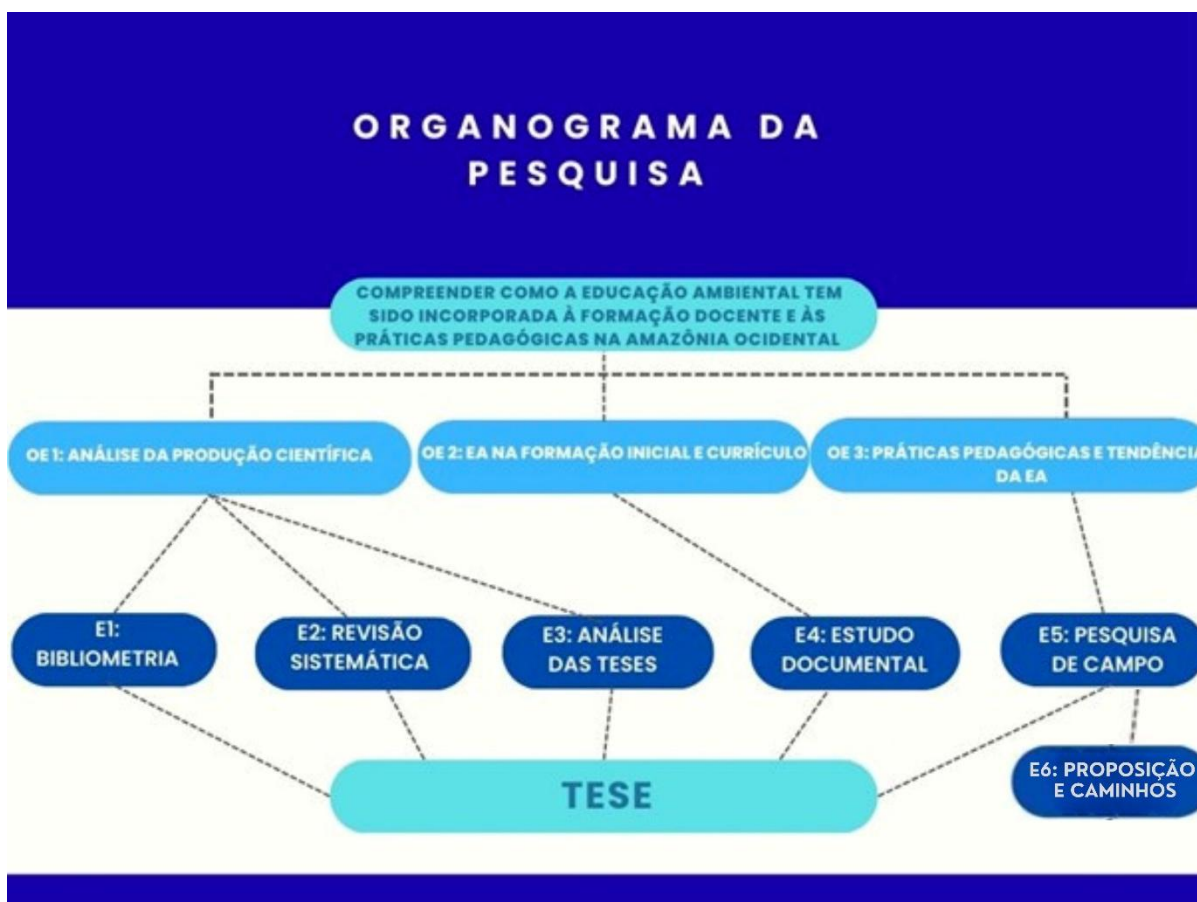 ORGANOGRAMA DA
PESQUISA
COMPREENDER COMO A EDUCAÇÃO AMBIENTAL TEM
SIDO INCORPORADA À FORMAÇÃO DOCENTE E ÀS
PRÁTICAS PEDAGÓGICAS NA AMAZÔNIA OCIDENTAL
OE 1: ANÁLISE DA PRODUÇÃO CIENTÍFICA
OE 2: EA NA FORMAÇÃO INICIAL E CURRÍCULO
OE 3: PRÁTICAS PEDAGÓGICAS E TENDÊNCIA
DA EA
E1:
BIBLIOMETRIA
E2: REVISÃO
SISTEMÁTICA
E3: ANÁLISE
DAS TESES
E4: ESTUDO
DOCUMENTAL
E5: PESQUISA
DE CAMPO
E6: PROPOSIÇÃO
E CAMINHOS
TESE